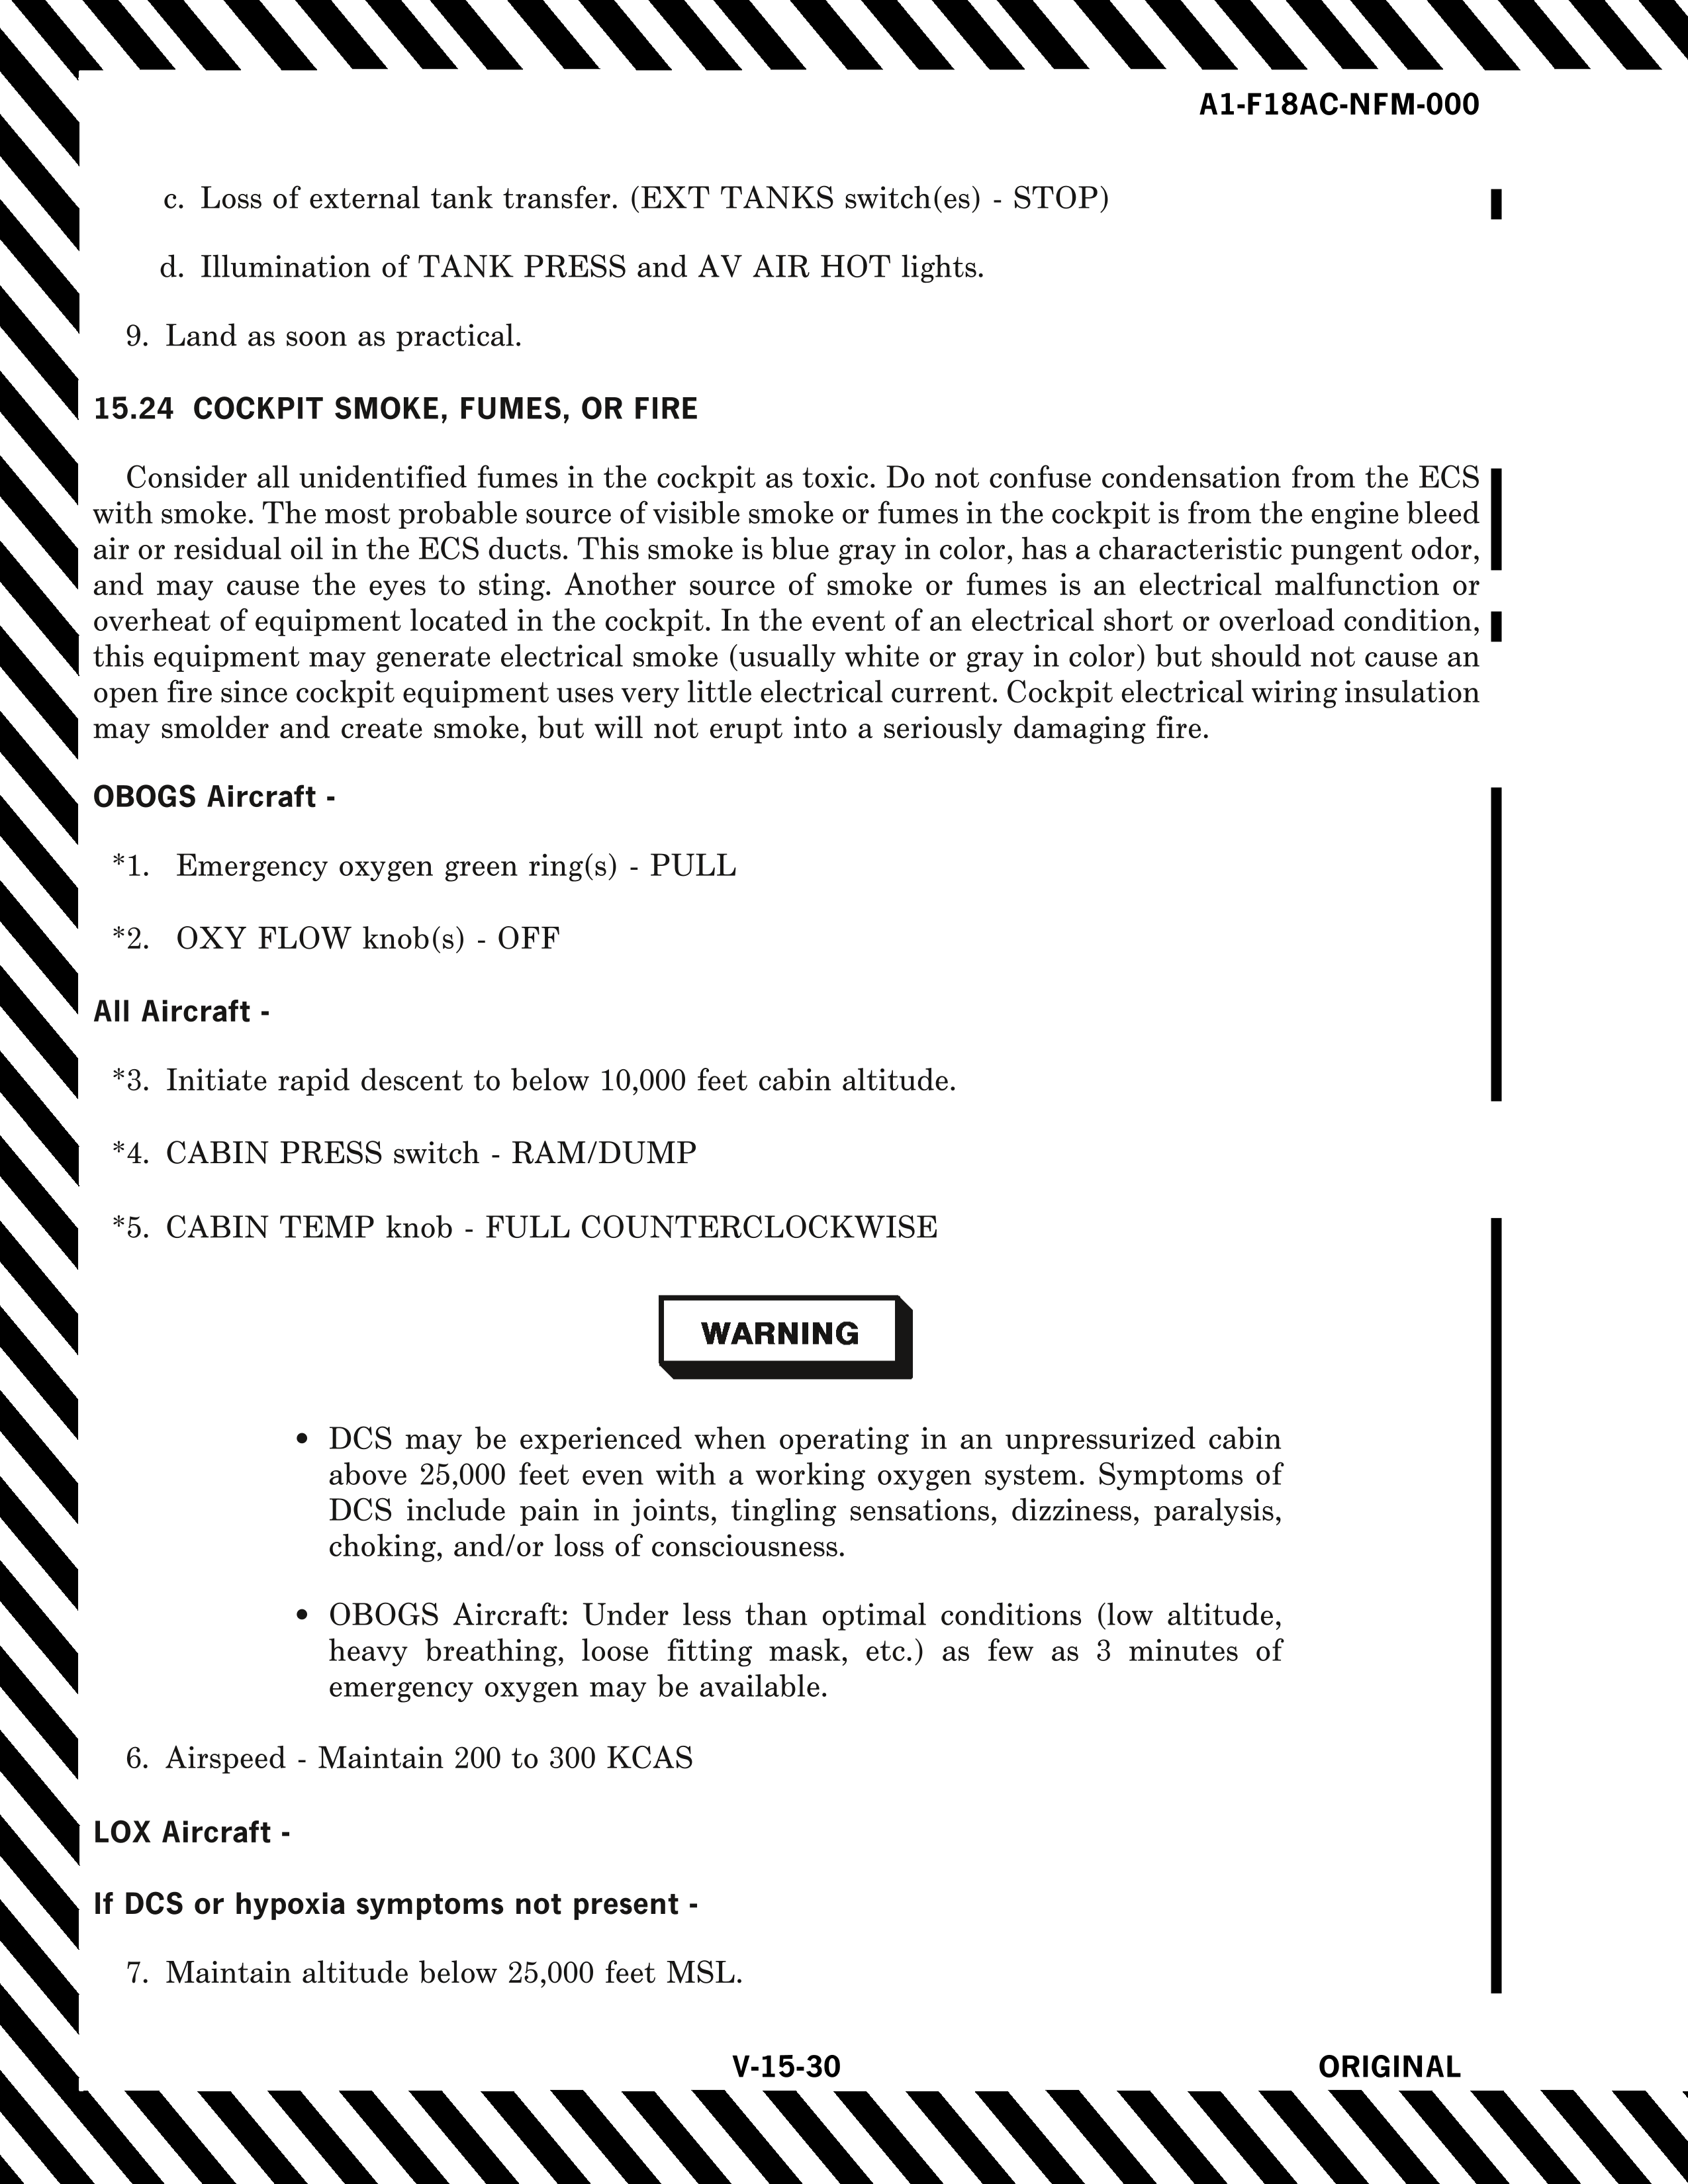 A1-F18AC-NFM-000
c. Loss of external tank transfer. (EXT TANKS switch(es) - STOP)
d. Illumination of TANK PRESS and AV AIR HOT lights.
9. Land as soon as practical.
15.24 COCKPIT SMOKE, FUMES, OR FIRE
Consider all unidentified fumes in the cockpit as toxic. Do not confuse condensation from the ECS
with smoke. The most probable source of visible smoke or fumes in the cockpit is from the engine bleed
air or residual oil in the ECS ducts. This smoke is blue gray in color, has a characteristic pungent odor,
and may cause the eyes to sting. Another source of smoke or fumes is an electrical malfunction or
overheat of equipment located in the cockpit. In the event of an electrical short or overload condition,
this equipment may generate electrical smoke (usually white or gray in color) but should not cause an
open fire since cockpit equipment uses very little electrical current. Cockpit electrical wiring insulation
may smolder and create smoke, but will not erupt into a seriously damaging fire.
OBOGS Aircraft -
*1. Emergency oxygen green ring(s) - PULL
*2. OXY FLOW knob(s) - OFF
All Aircraft -
*3. Initiate rapid descent to below 10,000 feet cabin altitude.
*4. CABIN PRESS switch - RAM/DUMP
*5. CABIN TEMP knob - FULL COUNTERCLOCKWISE
WARNING
• DCS may be experienced when operating in an unpressurized cabin
above 25,000 feet even with a working oxygen system. Symptoms of
DCS include pain in joints, tingling sensations, dizziness, paralysis,
choking, and/or loss of consciousness.
• OBOGS Aircraft: Under less than optimal conditions (low altitude,
heavy breathing, loose fitting mask, etc.) as few as 3 minutes of
emergency oxygen may be available.
6. Airspeed - Maintain 200 to 300 KCAS
LOX Aircraft -
If DCS or hypoxia symptoms not present -
7. Maintain altitude below 25,000 feet MSL.
V-15-30
ORIGINAL